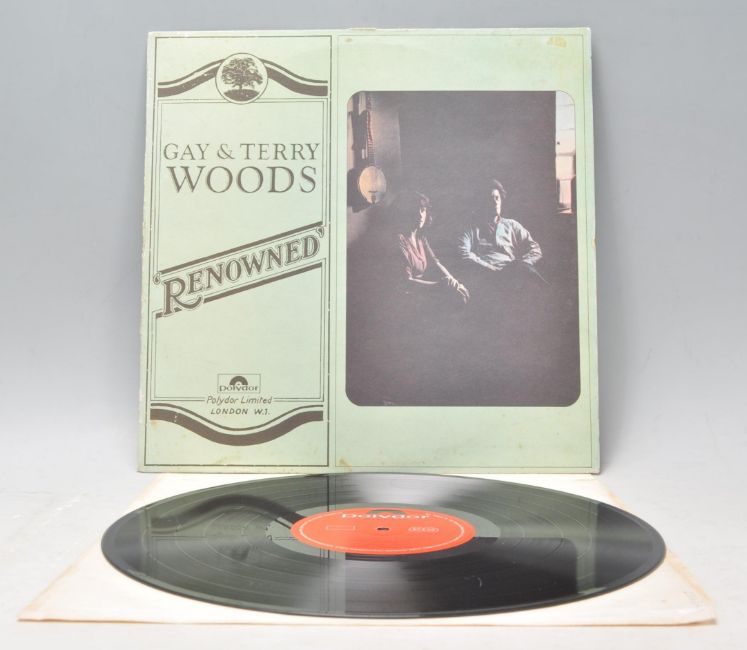 GAY & TERRY
WOODS
'RENOWNED'
Polydor
Polydor Limited
LONDON W.1.
Polydor